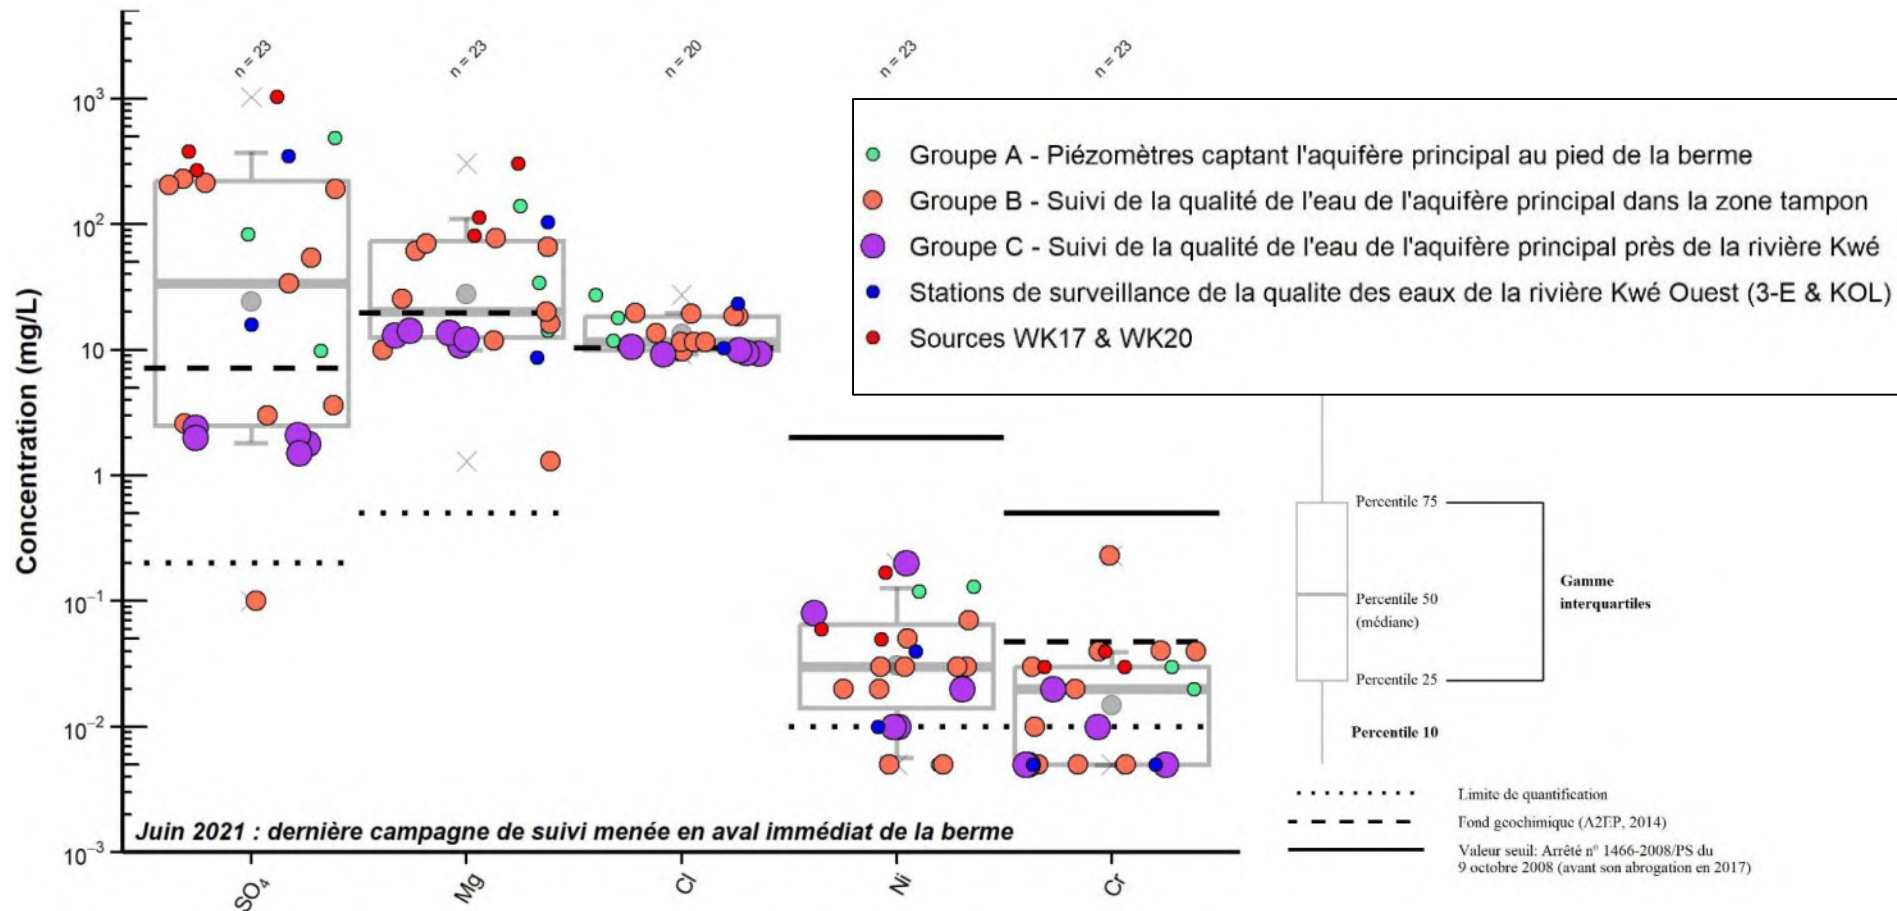 n = 23
n = 23
n = 20
n = 23
n = 23
Concentration (mg/L)
10³
10²
10
1
10⁻¹
10⁻²
10⁻³
Groupe A - Piézomètres captant l'aquifère principal au pied de la berme
Groupe B - Suivi de la qualité de l'eau de l'aquifère principal dans la zone tampon
Groupe C - Suivi de la qualité de l'eau de l'aquifère principal près de la rivière Kwé
Stations de surveillance de la qualite des eaux de la rivière Kwé Ouest (3-E & KOL)
Sources WK17 & WK20
Percentile 75
Percentile 50
(médiane)
Percentile 25
Percentile 10
Gamme
interquartiles
Limite de quantification
Fond geochimique (A2EP, 2014)
Valeur seuil: Arrêté nº 1466-2008/PS du
9 octobre 2008 (avant son abrogation en 2017)
Juin 2021 : dernière campagne de suivi menée en aval immédiat de la berme
SO₄
Mg
Cl
Ni
Cr